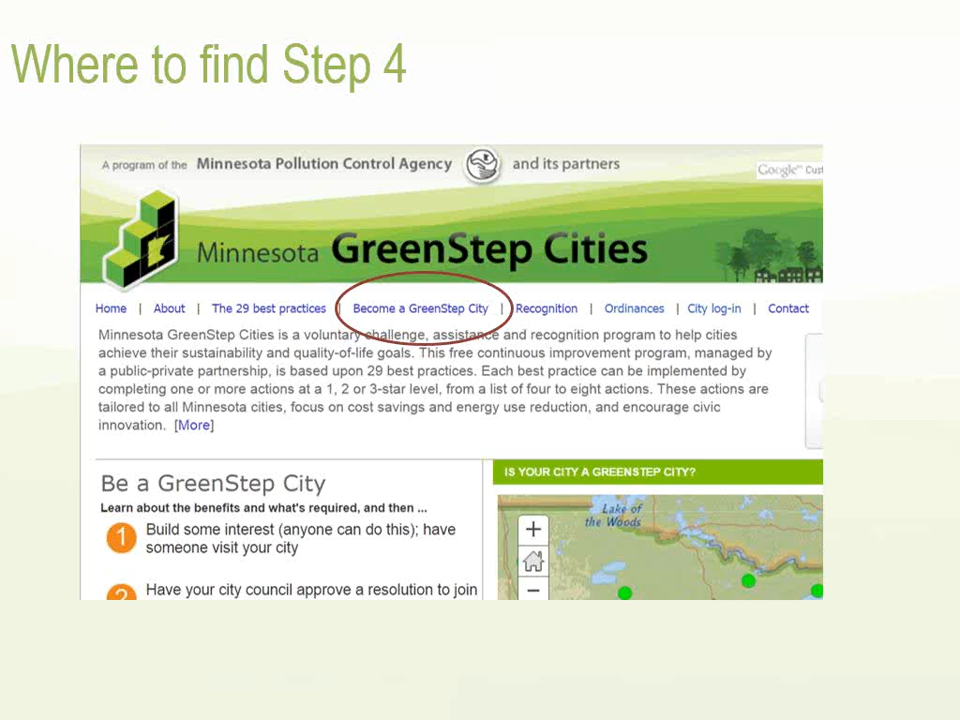 Where to find Step 4
A program of the Minnesota Pollution Control Agency and its partners
Google™
Minnesota GreenStep Cities
Home | About | The 29 best practices | Become a GreenStep City | Recognition | Ordinances | City log-in | Contact
Minnesota GreenStep Cities is a voluntary challenge, assistance and recognition program to help cities
achieve their sustainability and quality-of-life goals. This free continuous improvement program, managed by
a public-private partnership, is based upon 29 best practices. Each best practice can be implemented by
completing one or more actions at a 1, 2 or 3-star level, from a list of four to eight actions. These actions are
tailored to all Minnesota cities, focus on cost savings and energy use reduction, and encourage civic
innovation. [More]
Be a GreenStep City
Learn about the benefits and what's required, and then ...
1 Build some interest (anyone can do this); have
someone visit your city
2 Have your city council approve a resolution to join
IS YOUR CITY A GREENSTEP CITY?
Lake of
the Woods
+
−